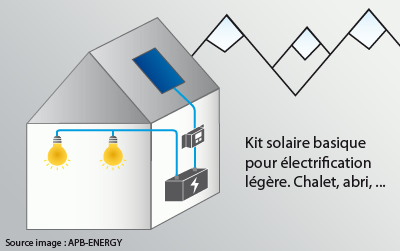 Kit solaire basique
pour électrification
légère. Chalet, abri, ...
Source image : APB-ENERGY